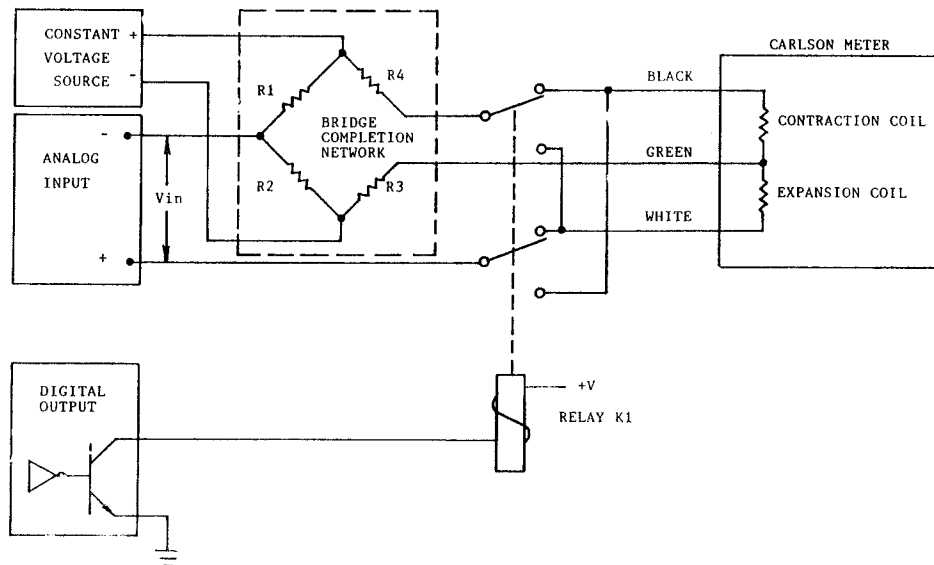 CONSTANT +
VOLTAGE
SOURCE -
CARLSON METER
R1
R4
BLACK
BRIDGE
COMPLETION
NETWORK
CONTRACTION COIL
-
ANALOG
INPUT
Vin
GREEN
R2
R3
EXPANSION COIL
WHITE
+
DIGITAL
OUTPUT
+V
RELAY K1